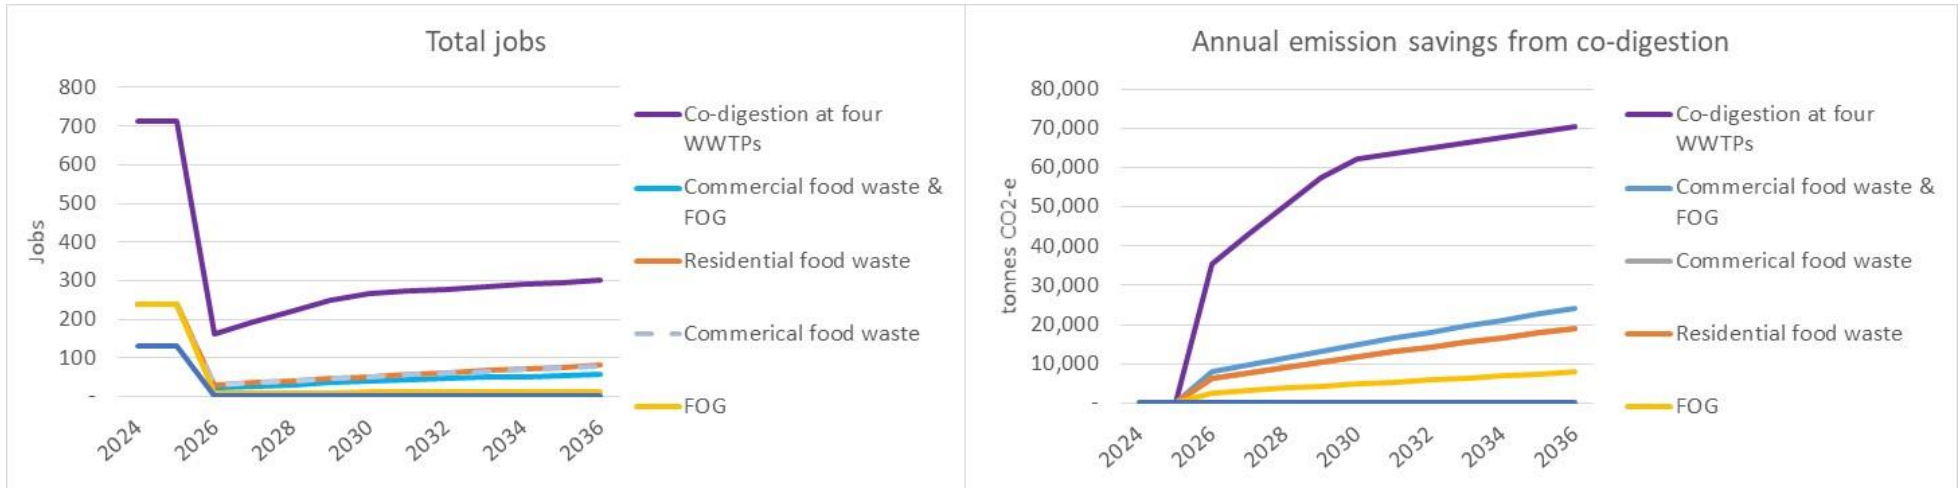 Total jobs
800
700
600
500
400
300
200
100
-
Jobs
2024
2026
2028
2030
2032
2034
2036
Co-digestion at four
WWTPs
Commercial food waste &
FOG
Residential food waste
Commerical food waste
FOG
Annual emission savings from co-digestion
80,000
70,000
60,000
50,000
40,000
30,000
20,000
10,000
-
tonnes CO2-e
2024
2026
2028
2030
2032
2034
2036
Co-digestion at four
WWTPs
Commercial food waste &
FOG
Commerical food waste
Residential food waste
FOG